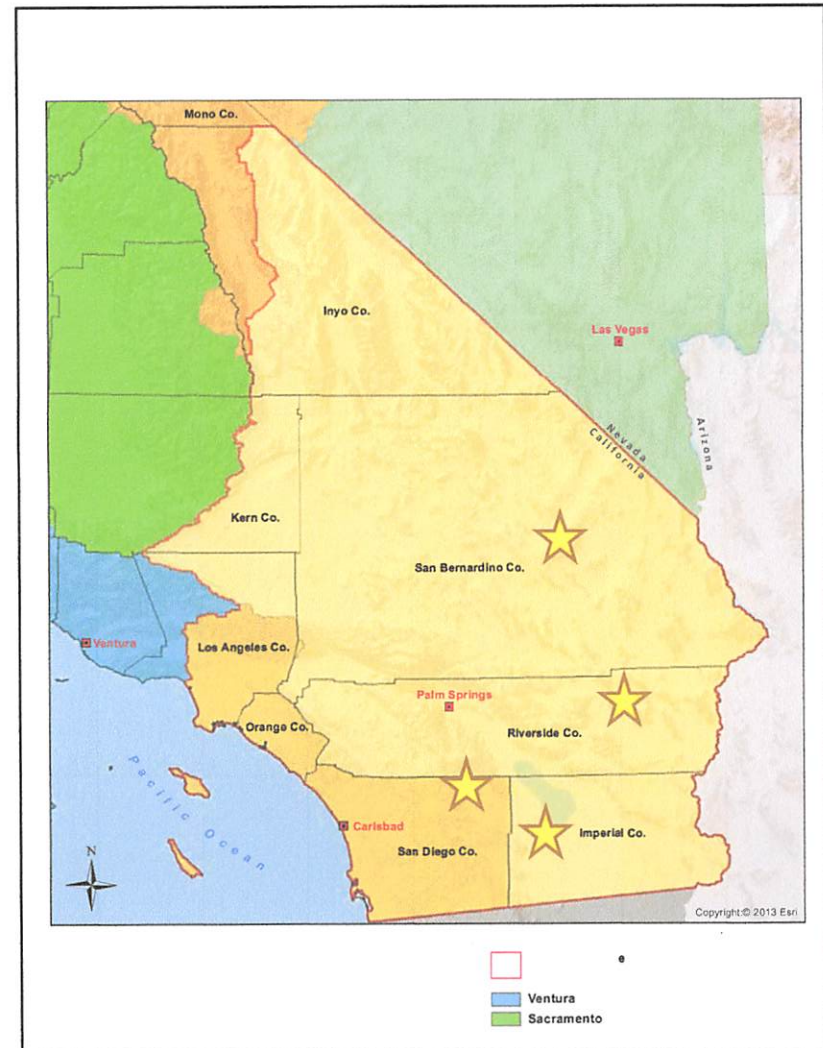 Mono Co.
Inyo Co.
Las Vegas
Nevada
California
Arizona
Kern Co.
San Bernardino Co.
Ventura
Los Angeles Co.
Palm Springs
Orange Co.
Riverside Co.
Pacific Ocean
Carlsbad
San Diego Co.
Imperial Co.
N
Copyright:© 2013 Esri
e
Ventura
Sacramento